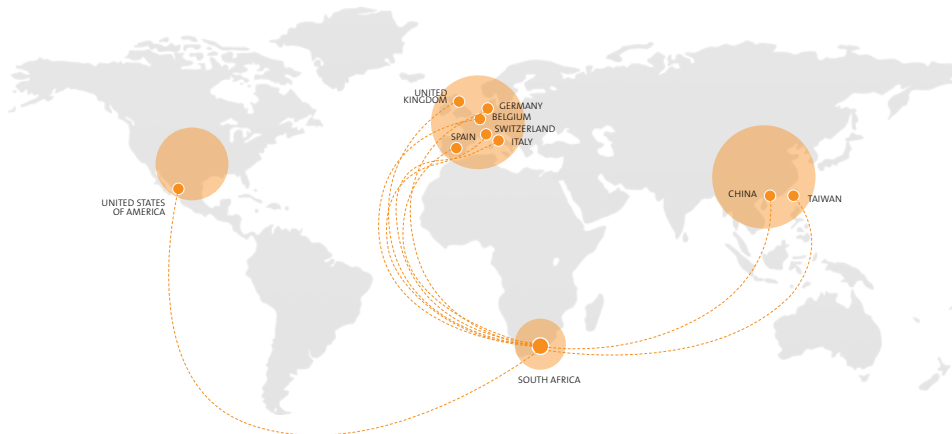 UNITED
KINGDOM
GERMANY
BELGIUM
SWITZERLAND
SPAIN
ITALY
UNITED STATES
OF AMERICA
CHINA
TAIWAN
SOUTH AFRICA